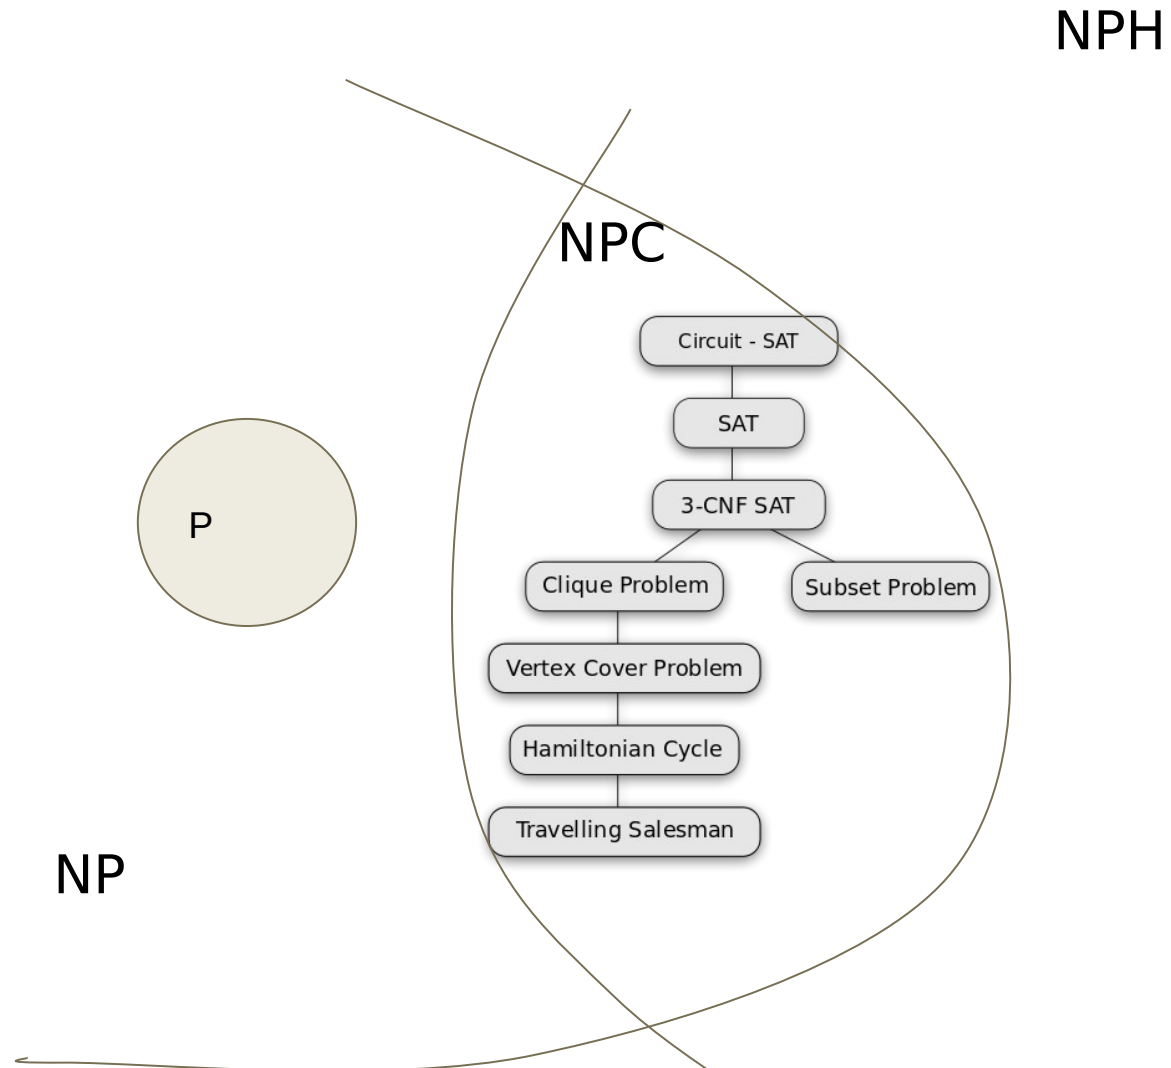 NPH
NPC
Circuit - SAT
SAT
3-CNF SAT
P
Clique Problem
Subset Problem
Vertex Cover Problem
Hamiltonian Cycle
Travelling Salesman
NP